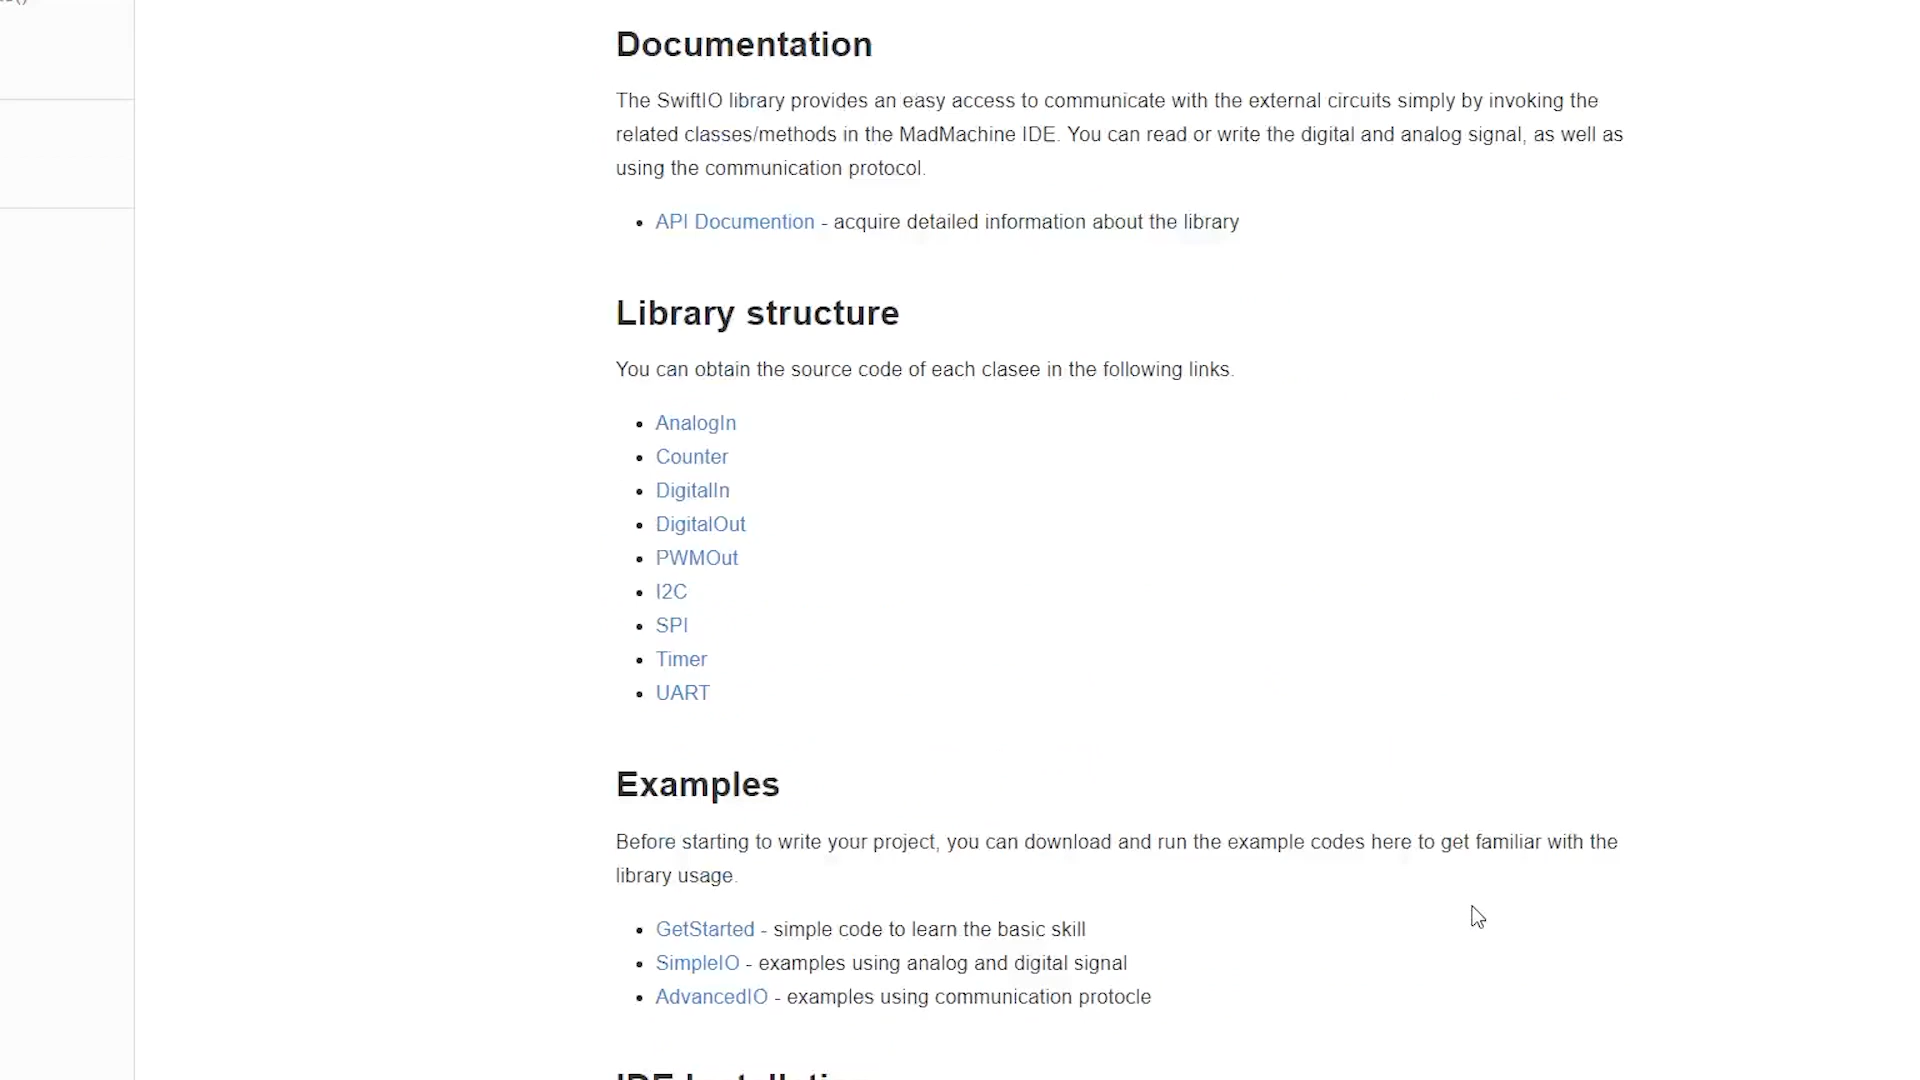 Documentation
The SwiftIO library provides an easy access to communicate with the external circuits simply by invoking the
related classes/methods in the MadMachine IDE. You can read or write the digital and analog signal, as well as
using the communication protocol.
• API Documention - acquire detailed information about the library
Library structure
You can obtain the source code of each clasee in the following links.
• AnalogIn
• Counter
• DigitalIn
• DigitalOut
• PWMOut
• I2C
• SPI
• Timer
• UART
Examples
Before starting to write your project, you can download and run the example codes here to get familiar with the
library usage.
• GetStarted - simple code to learn the basic skill
• SimpleIO - examples using analog and digital signal
• AdvancedIO - examples using communication protocle
IDE Installation